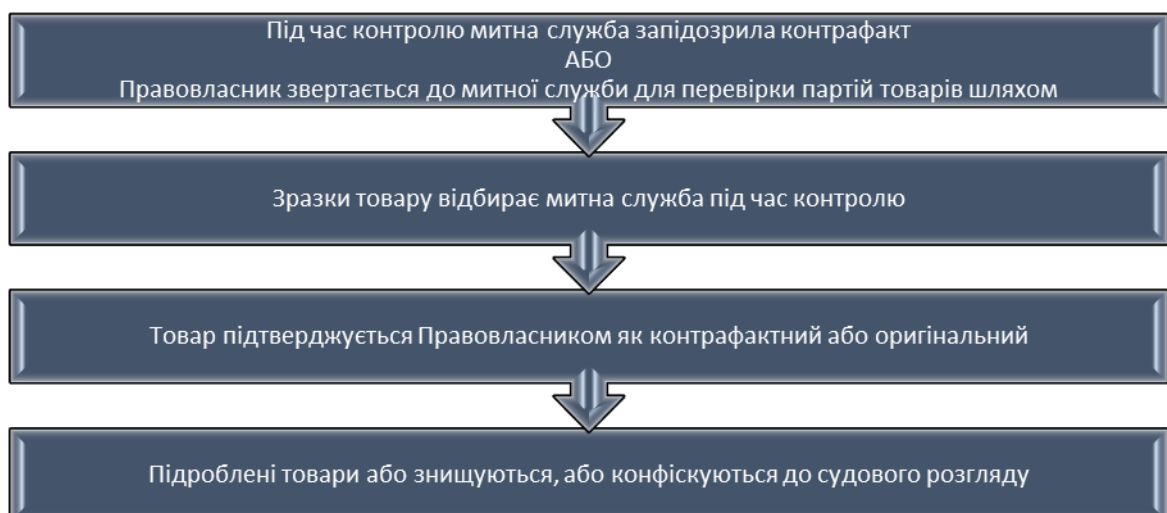 Під час контролю митна служба запідозрила контрафакт
АБО
Правовласник звертається до митної служби для перевірки партій товарів шляхом
Зразки товару відбирає митна служба під час контролю
Товар підтверджується Правовласником як контрафактний або оригінальний
Підроблені товари або знищуються, або конфіскуються до судового розгляду